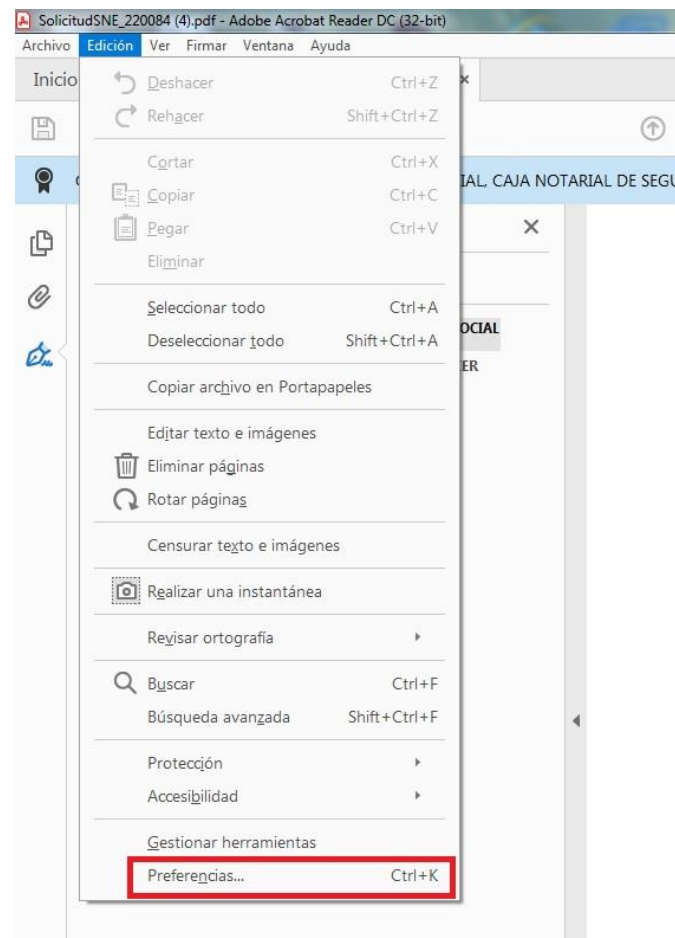 SolicitudSNE_220084 (4).pdf - Adobe Acrobat Reader DC (32-bit)
Archivo Edición Ver Firmar Ventana Ayuda
Inicio
Deshacer Ctrl+Z
Rehacer Shift+Ctrl+Z
Cortar Ctrl+X
IAL, CAJA NOTARIAL DE SEGU
Copiar Ctrl+C
Pegar Ctrl+V
Eliminar
Seleccionar todo Ctrl+A
OCIAL
Deseleccionar todo Shift+Ctrl+A
ER
Copiar archivo en Portapapeles
Editar texto e imágenes
Eliminar páginas
Rotar páginas
Censurar texto e imágenes
Realizar una instantánea
Revisar ortografía
Buscar Ctrl+F
Búsqueda avanzada Shift+Ctrl+F
Protección
Accesibilidad
Gestionar herramientas
Preferencias... Ctrl+K